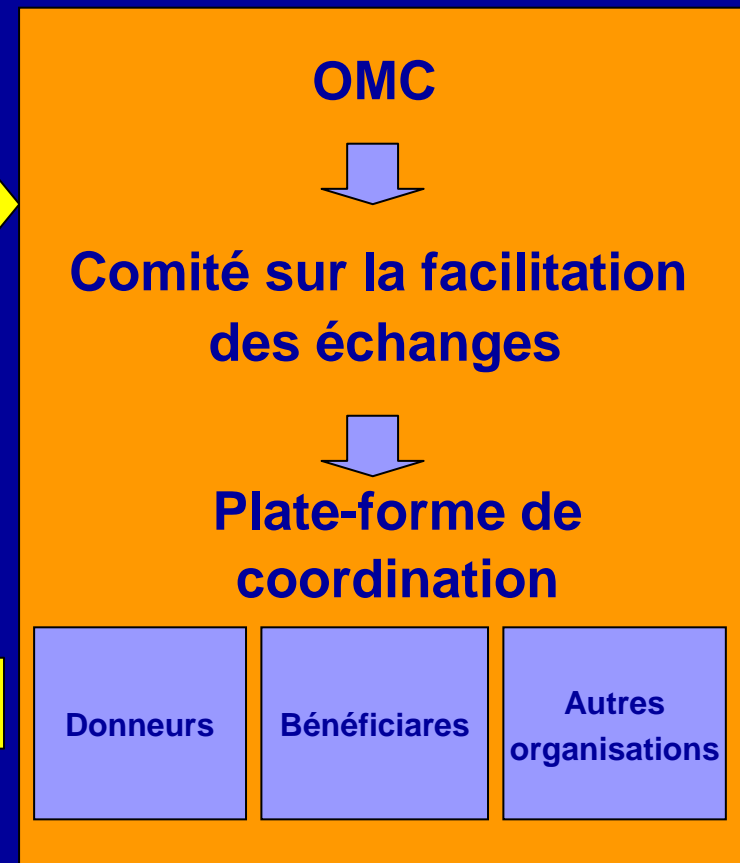 OMC
Comité sur la facilitation
des échanges
Plate-forme de
coordination
Donneurs
Bénéficiares
Autres
organisations